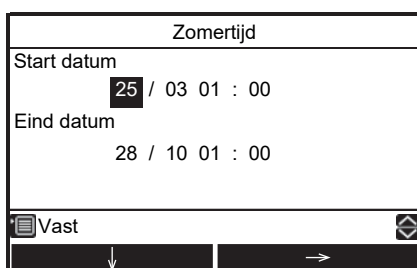 Zomertijd
Start datum
25 / 03 01 : 00
Eind datum
28 / 10 01 : 00
Vast
↓ →